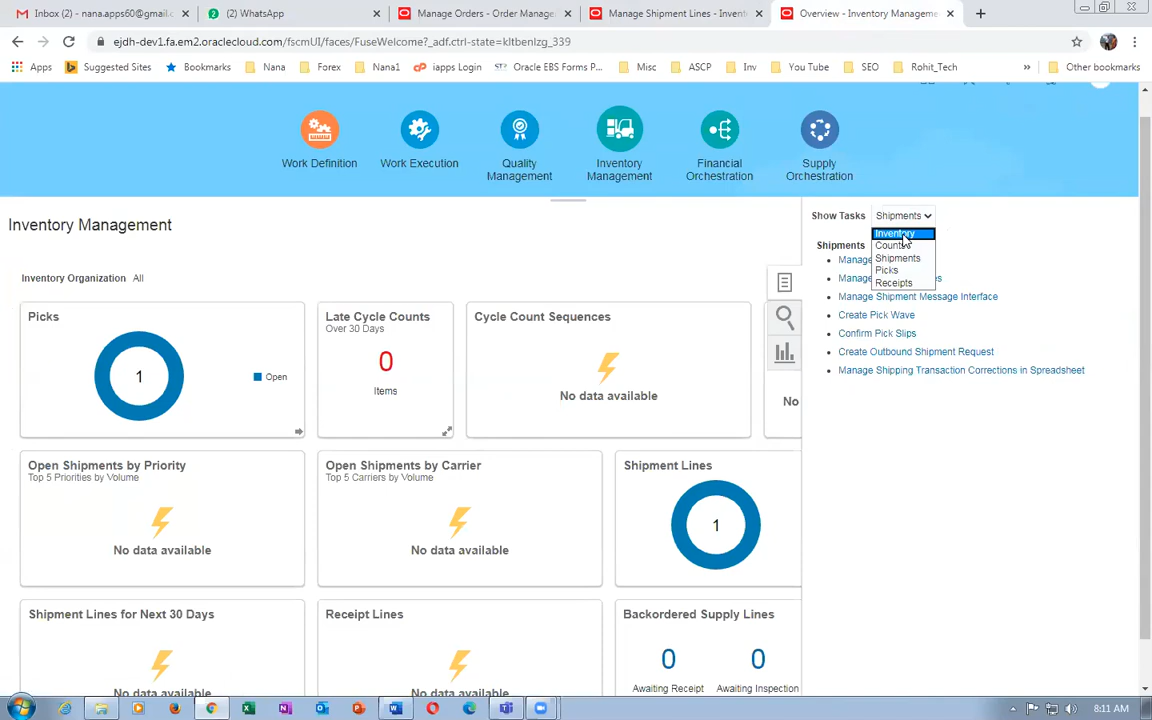 Inbox (2) - nana.apps60@gmail.c
(2) WhatsApp
Manage Orders - Order Manage
Manage Shipment Lines - Invent
Overview - Inventory Manageme
ejdh-dev1.fa.em2.oraclecloud.com/fscmUI/faces/FuseWelcome?_adf.ctrl-state=kltbenlzg_339
Apps
Suggested Sites
Bookmarks
Nana
Forex
Nana1
iapps Login
Oracle EBS Forms P...
Misc
ASCP
Inv
You Tube
SEO
Rohit_Tech
»
Other bookmarks
Work Definition
Work Execution
Quality Management
Inventory Management
Financial Orchestration
Supply Orchestration
Inventory Management
Inventory Organization All
Picks
1
Open
Late Cycle Counts
Over 30 Days
0
Items
Cycle Count Sequences
No data available
No
Open Shipments by Priority
Top 5 Priorities by Volume
No data available
Open Shipments by Carrier
Top 5 Carriers by Volume
No data available
Shipment Lines
1
Shipment Lines for Next 30 Days
No data available
Receipt Lines
No data available
Backordered Supply Lines
0
Awaiting Receipt
0
Awaiting Inspection
Show Tasks Shipments
Inventory
Counts
Shipments
Picks
Receipts
Shipments
Manage
Manage
Manage Shipment Message Interface
Create Pick Wave
Confirm Pick Slips
Create Outbound Shipment Request
Manage Shipping Transaction Corrections in Spreadsheet
8:11 AM